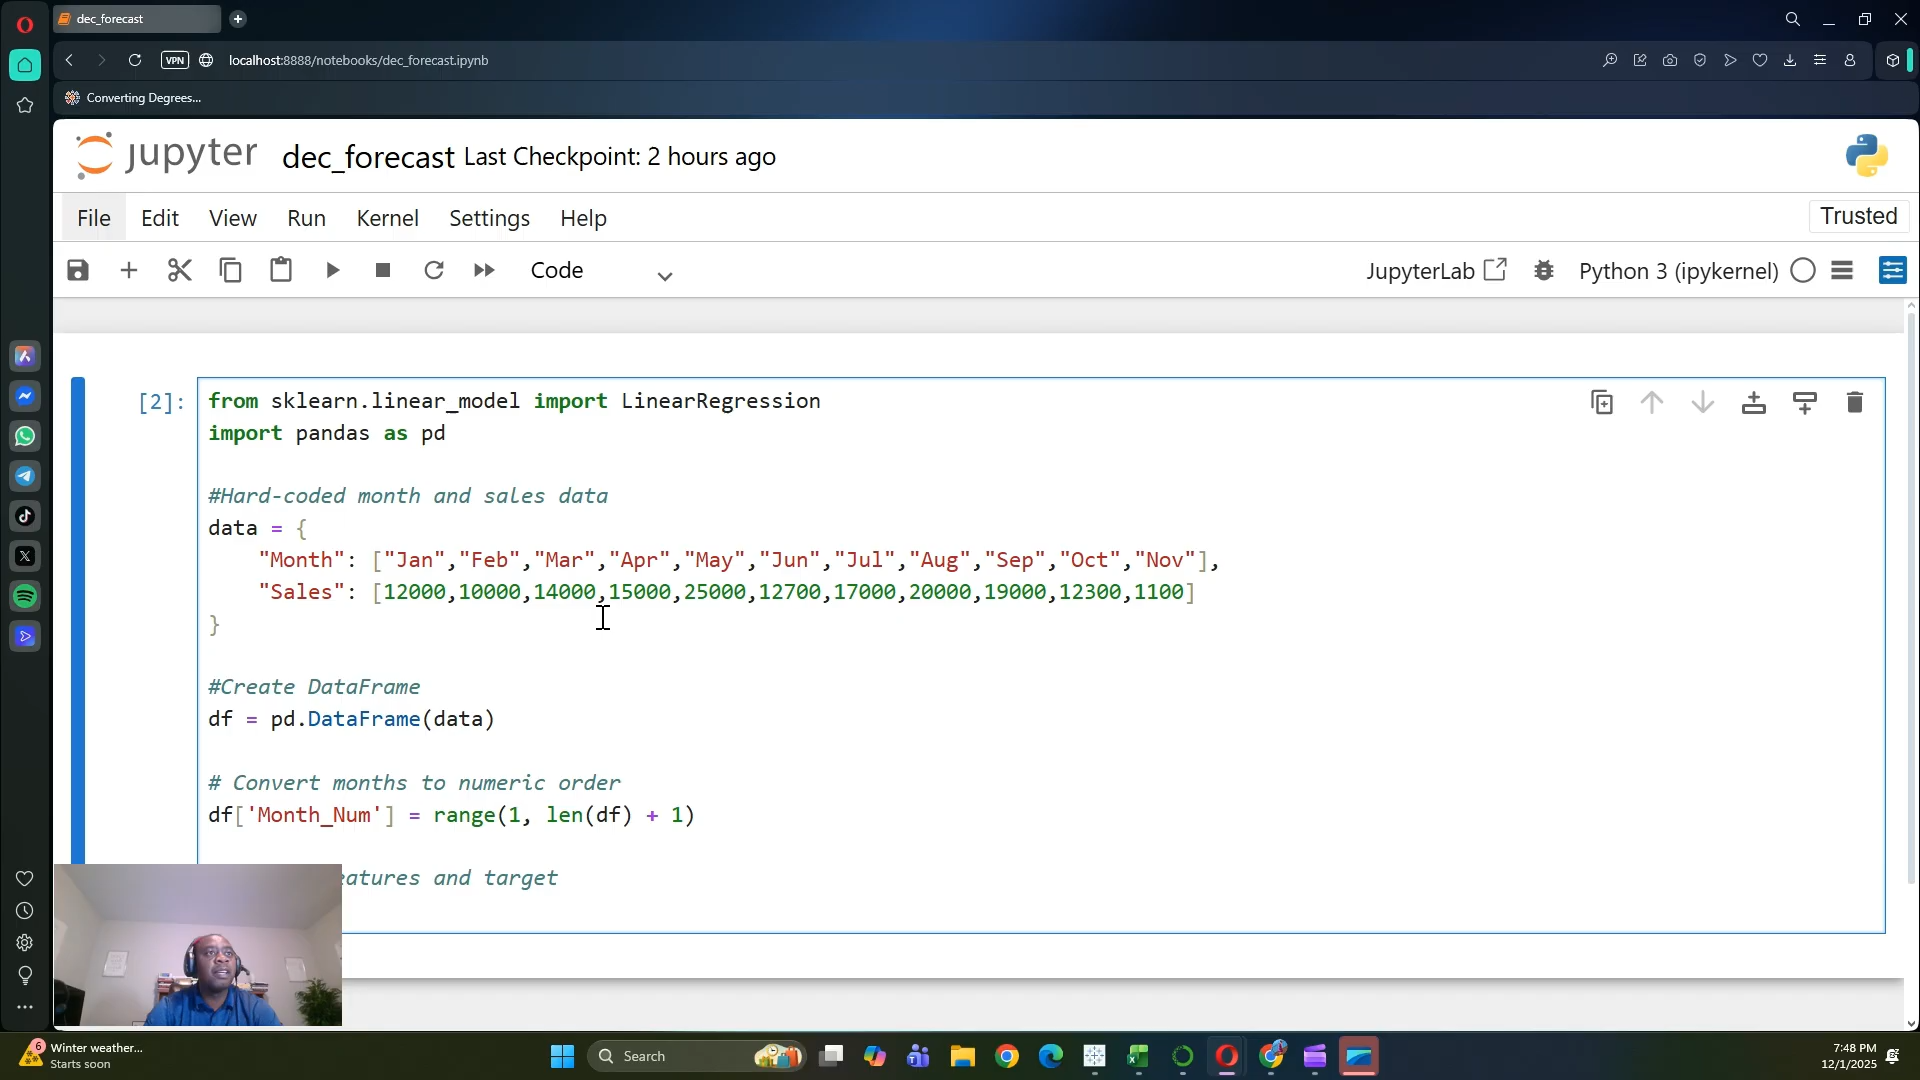 dec_forecast
VPN
localhost:8888/notebooks/dec_forecast.ipynb
Converting Degrees...
jupyter dec_forecast Last Checkpoint: 2 hours ago
File Edit View Run Kernel Settings Help
Trusted
Code
JupyterLab
Python 3 (ipykernel)
[2]: from sklearn.linear_model import LinearRegression
import pandas as pd
#Hard-coded month and sales data
data = {
"Month": ["Jan","Feb","Mar","Apr","May","Jun","Jul","Aug","Sep","Oct","Nov"],
"Sales": [12000,10000,14000,15000,25000,12700,17000,20000,19000,12300,1100]
}
#Create DataFrame
df = pd.DataFrame(data)
# Convert months to numeric order
df['Month_Num'] = range(1, len(df) + 1)
eatures and target
6
Winter weather...
Starts soon
Search
7:48 PM
12/1/2025